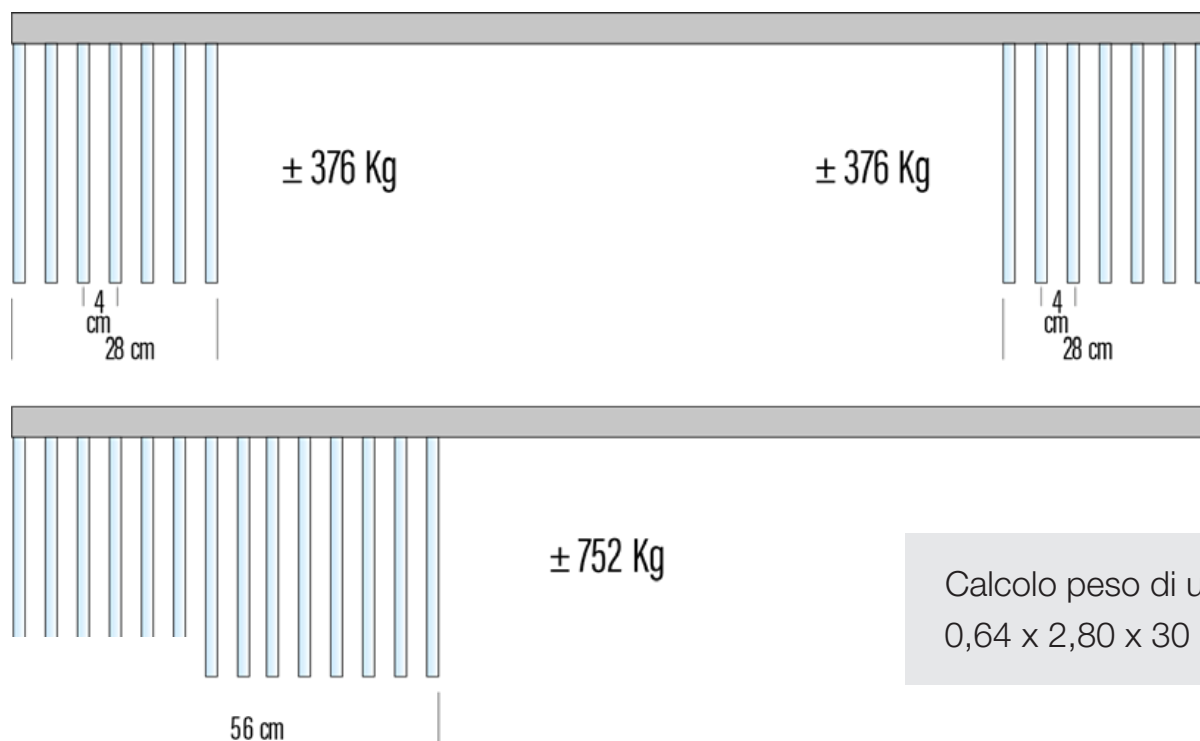 ± 376 Kg
± 376 Kg
4
cm
28 cm
4
cm
28 cm
± 752 Kg
Calcolo peso di
0,64 x 2,80 x 30
56 cm